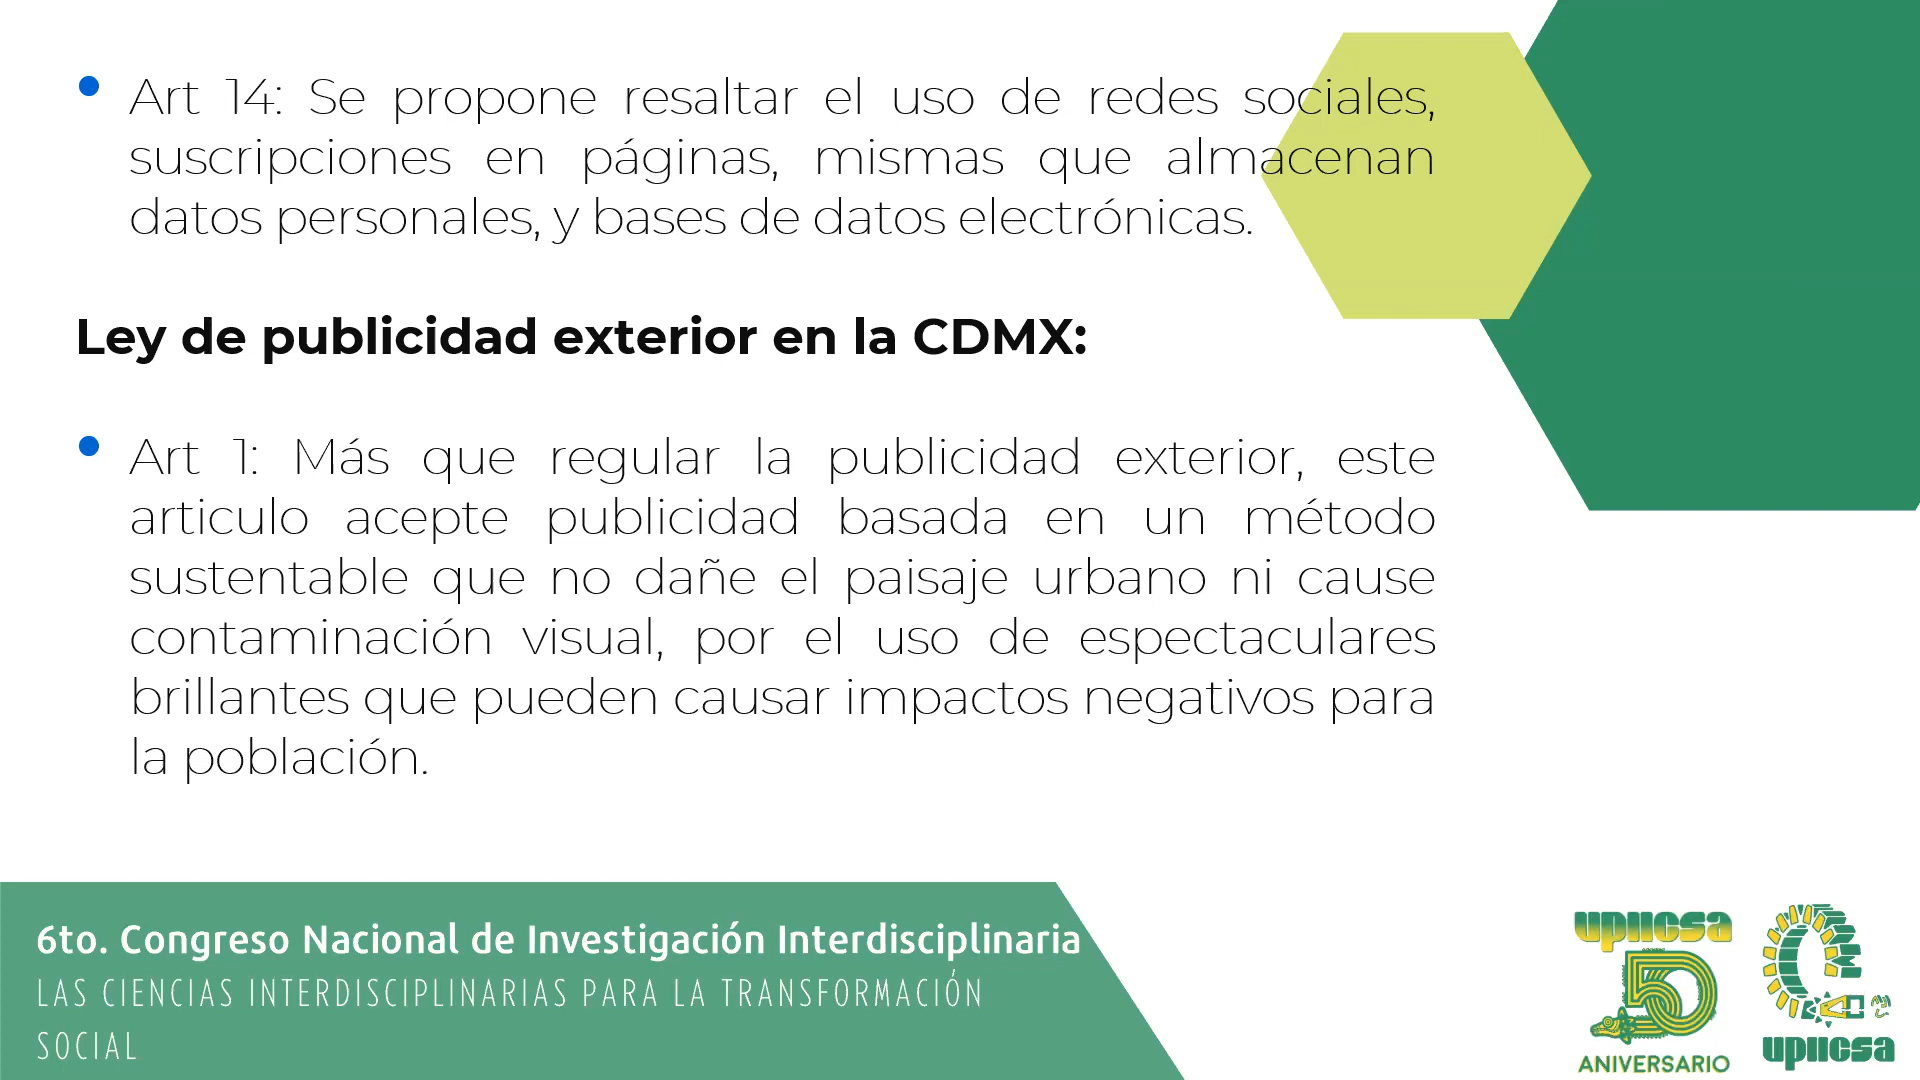 Art 14: Se propone resaltar el uso de redes sociales,
suscripciones en páginas, mismas que almacenan
datos personales, y bases de datos electrónicas.
Ley de publicidad exterior en la CDMX:
Art 1: Más que regular la publicidad exterior, este
articulo acepte publicidad basada en un método
sustentable que no dañe el paisaje urbano ni cause
contaminación visual, por el uso de espectaculares
brillantes que pueden causar impactos negativos para
la población.
6to. Congreso Nacional de Investigación Interdisciplinaria
LAS CIENCIAS INTERDISCIPLINARIAS PARA LA TRANSFORMACIÓN
SOCIAL
upiicsa
50
ANIVERSARIO
upiicsa